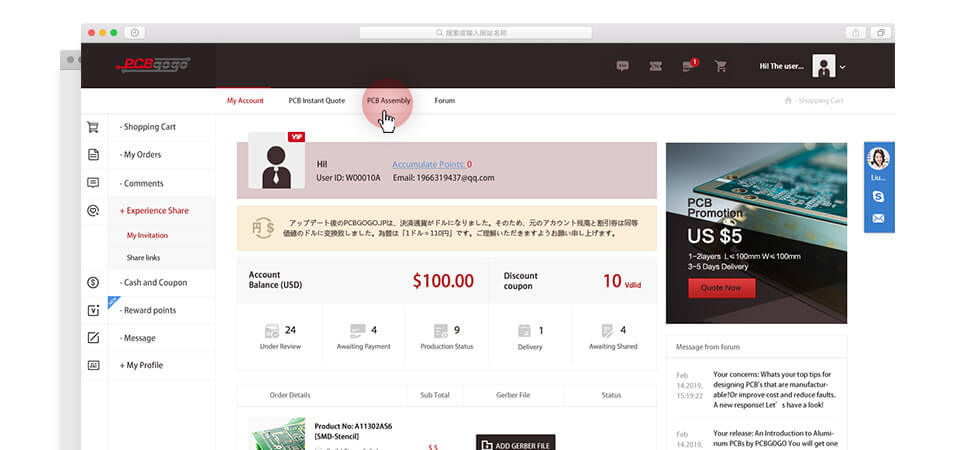 搜索或输入网站名称
PCBgogo
1
Hi! The user...
My Account
PCB Instant Quote
PCB Assembly
Forum
- Shopping Cart
- Shopping Cart
- My Orders
- Comments
+ Experience Share
My Invitation
Share links
- Cash and Coupon
- Reward points
- Message
+ My Profile
VIP
Hi!
Accumulate Points: 0
User ID: W00010A
Email: 1966319437@qq.com
アップデート後のPCBGOGO.JPは、決済通貨がドルになりました。そのため、元のアカウント残高と割引券は同等
価値のドルに変換致しました。為替は「1ドル=110円」です。ご理解いただきますようお願い申し上げます。
Account
Balance (USD)
$100.00
Discount
coupon
10 Vdlid
24
Under Review
4
Awaiting Payment
9
Production Status
1
Delivery
4
Awaiting Shared
Order Details
Sub Total
Gerber File
Status
Product No: A11302AS6
[SMD-Stencil]
$ 5
ADD GERBER FILE
PCB
Promotion
US $5
1-2layers L≤100mm W≤100mm
3-5 Days Delivery
Quote Now
Liu...
Message from forum
Feb
14.2019,
15:19:22
Your concerns: Whats your top tips for
designing PCB's that are manufactur-
able?Or improve cost and reduce faults.
A new response! Let's have a look!
Feb
14.2019,
Your release: An Introduction to Alumi-
num PCBs by PCBGOGO You will get one